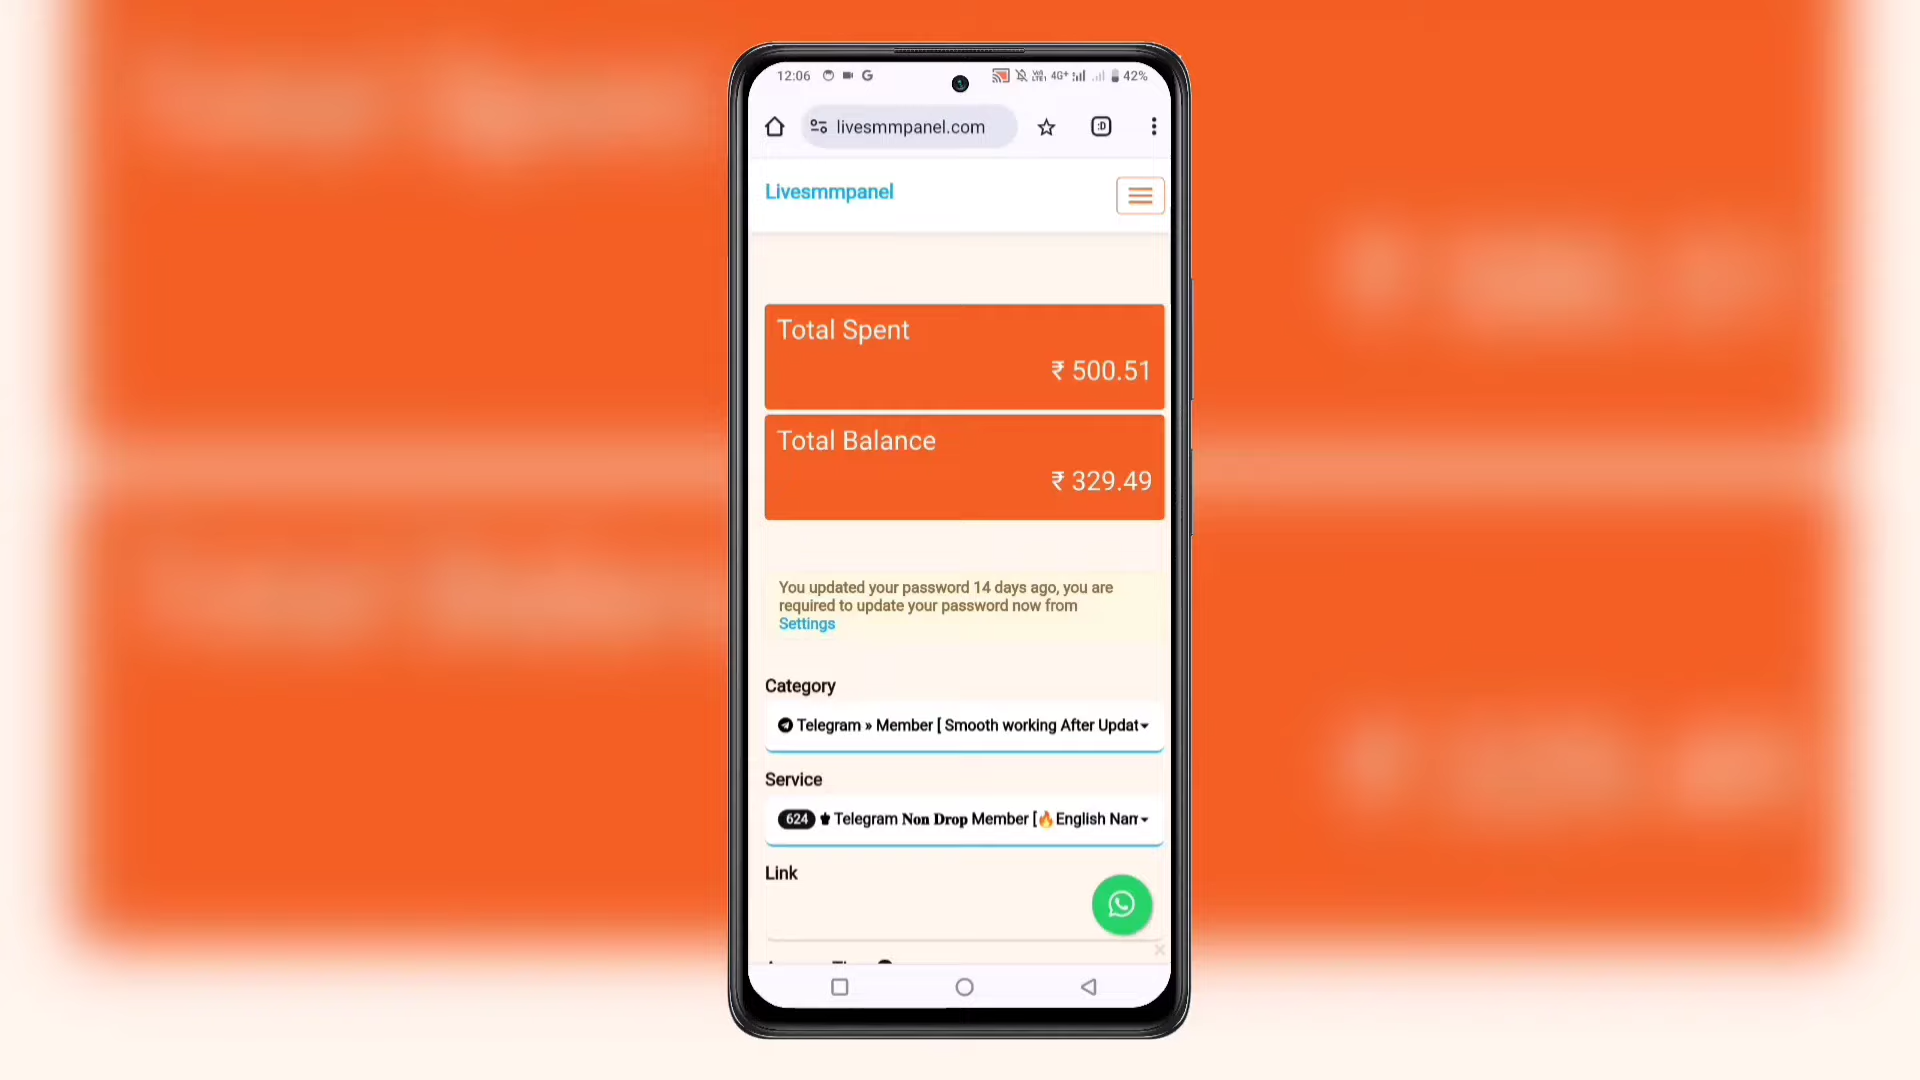 12:06 G 4G+ 42%
livesmmpanel.com :D
Livesmmpanel
Total Spent
₹ 500.51
Total Balance
₹ 329.49
You updated your password 14 days ago, you are
required to update your password now from
Settings
Category
Telegram » Member [ Smooth working After Updat
Service
624 Telegram 𝐍𝐨𝐧 𝐃𝐫𝐨𝐩 Member [🔥English Nam
Link